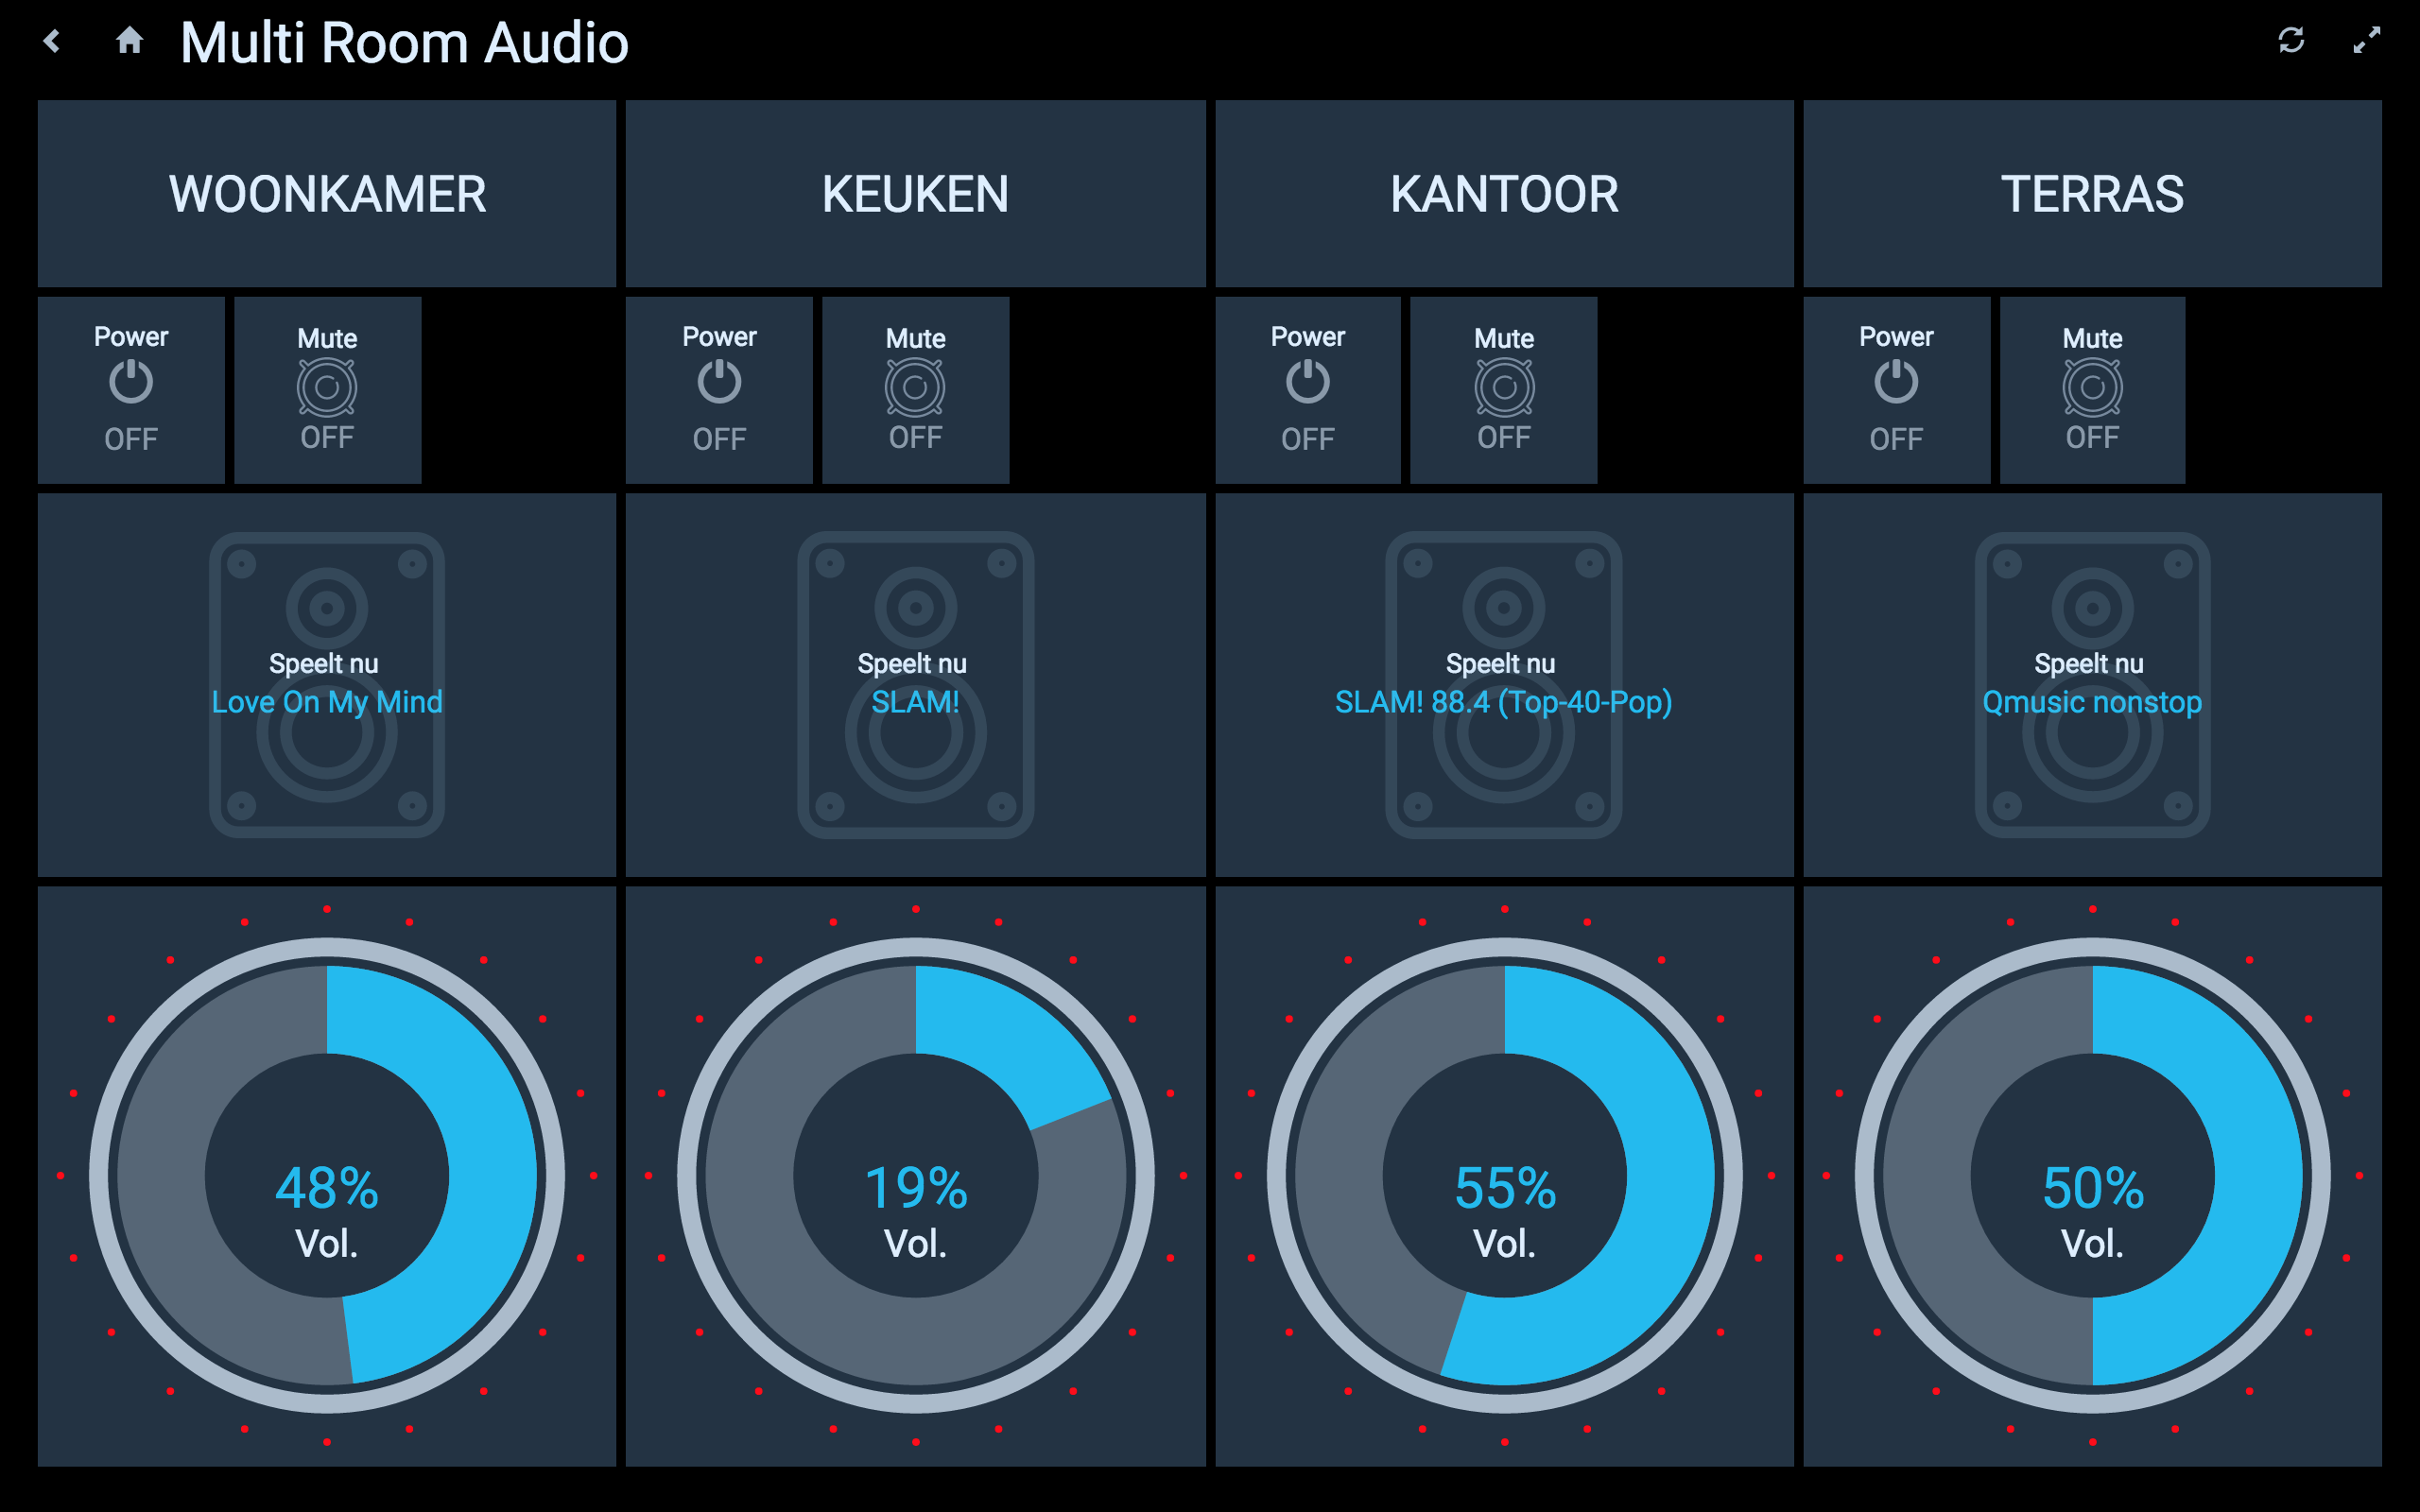 Multi Room Audio
WOONKAMER
KEUKEN
KANTOOR
TERRAS
Power
OFF
Mute
OFF
Power
OFF
Mute
OFF
Power
OFF
Mute
OFF
Power
OFF
Mute
OFF
Speelt nu
Love On My Mind
Speelt nu
SLAM!
Speelt nu
SLAM! 88.4 (Top-40-Pop)
Speelt nu
Qmusic nonstop
48%
Vol.
19%
Vol.
55%
Vol.
50%
Vol.